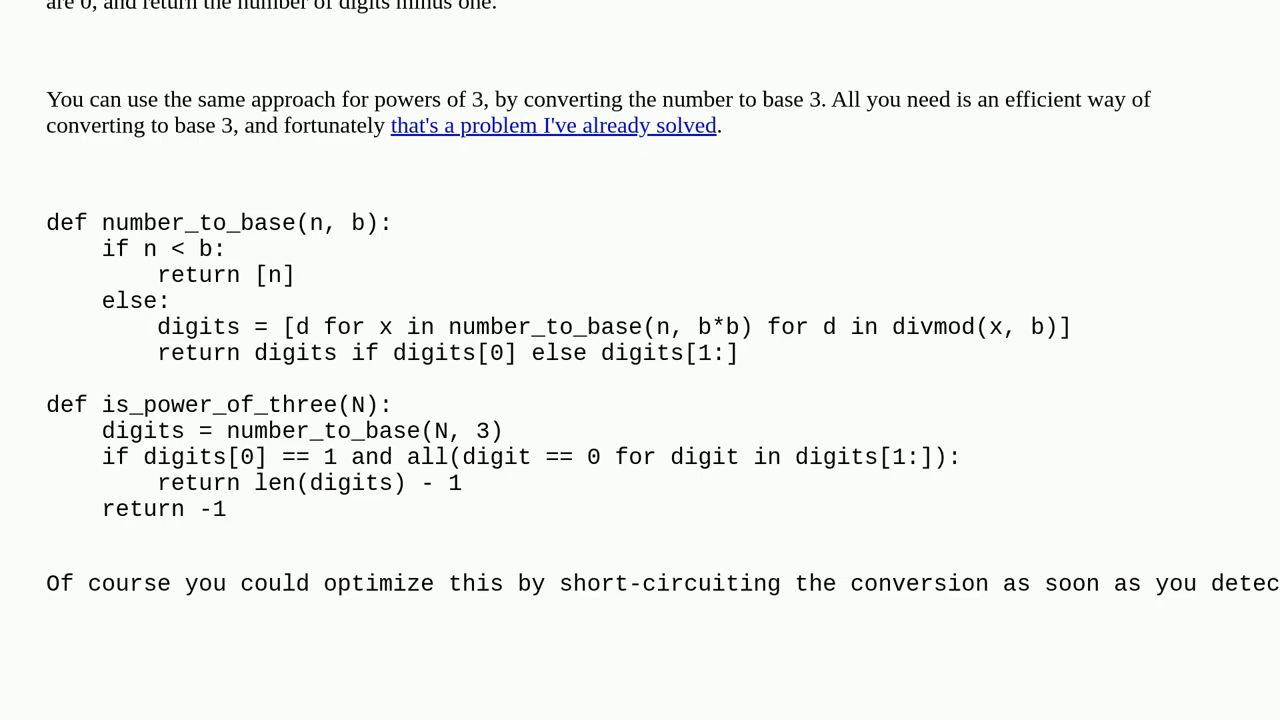 are 0, and return the number of digits minus one.
You can use the same approach for powers of 3, by converting the number to base 3. All you need is an efficient way of
converting to base 3, and fortunately that's a problem I've already solved.
def number_to_base(n, b):
    if n < b:
        return [n]
    else:
        digits = [d for x in number_to_base(n, b*b) for d in divmod(x, b)]
        return digits if digits[0] else digits[1:]
def is_power_of_three(N):
    digits = number_to_base(N, 3)
    if digits[0] == 1 and all(digit == 0 for digit in digits[1:]):
        return len(digits) - 1
    return -1
Of course you could optimize this by short-circuiting the conversion as soon as you detec